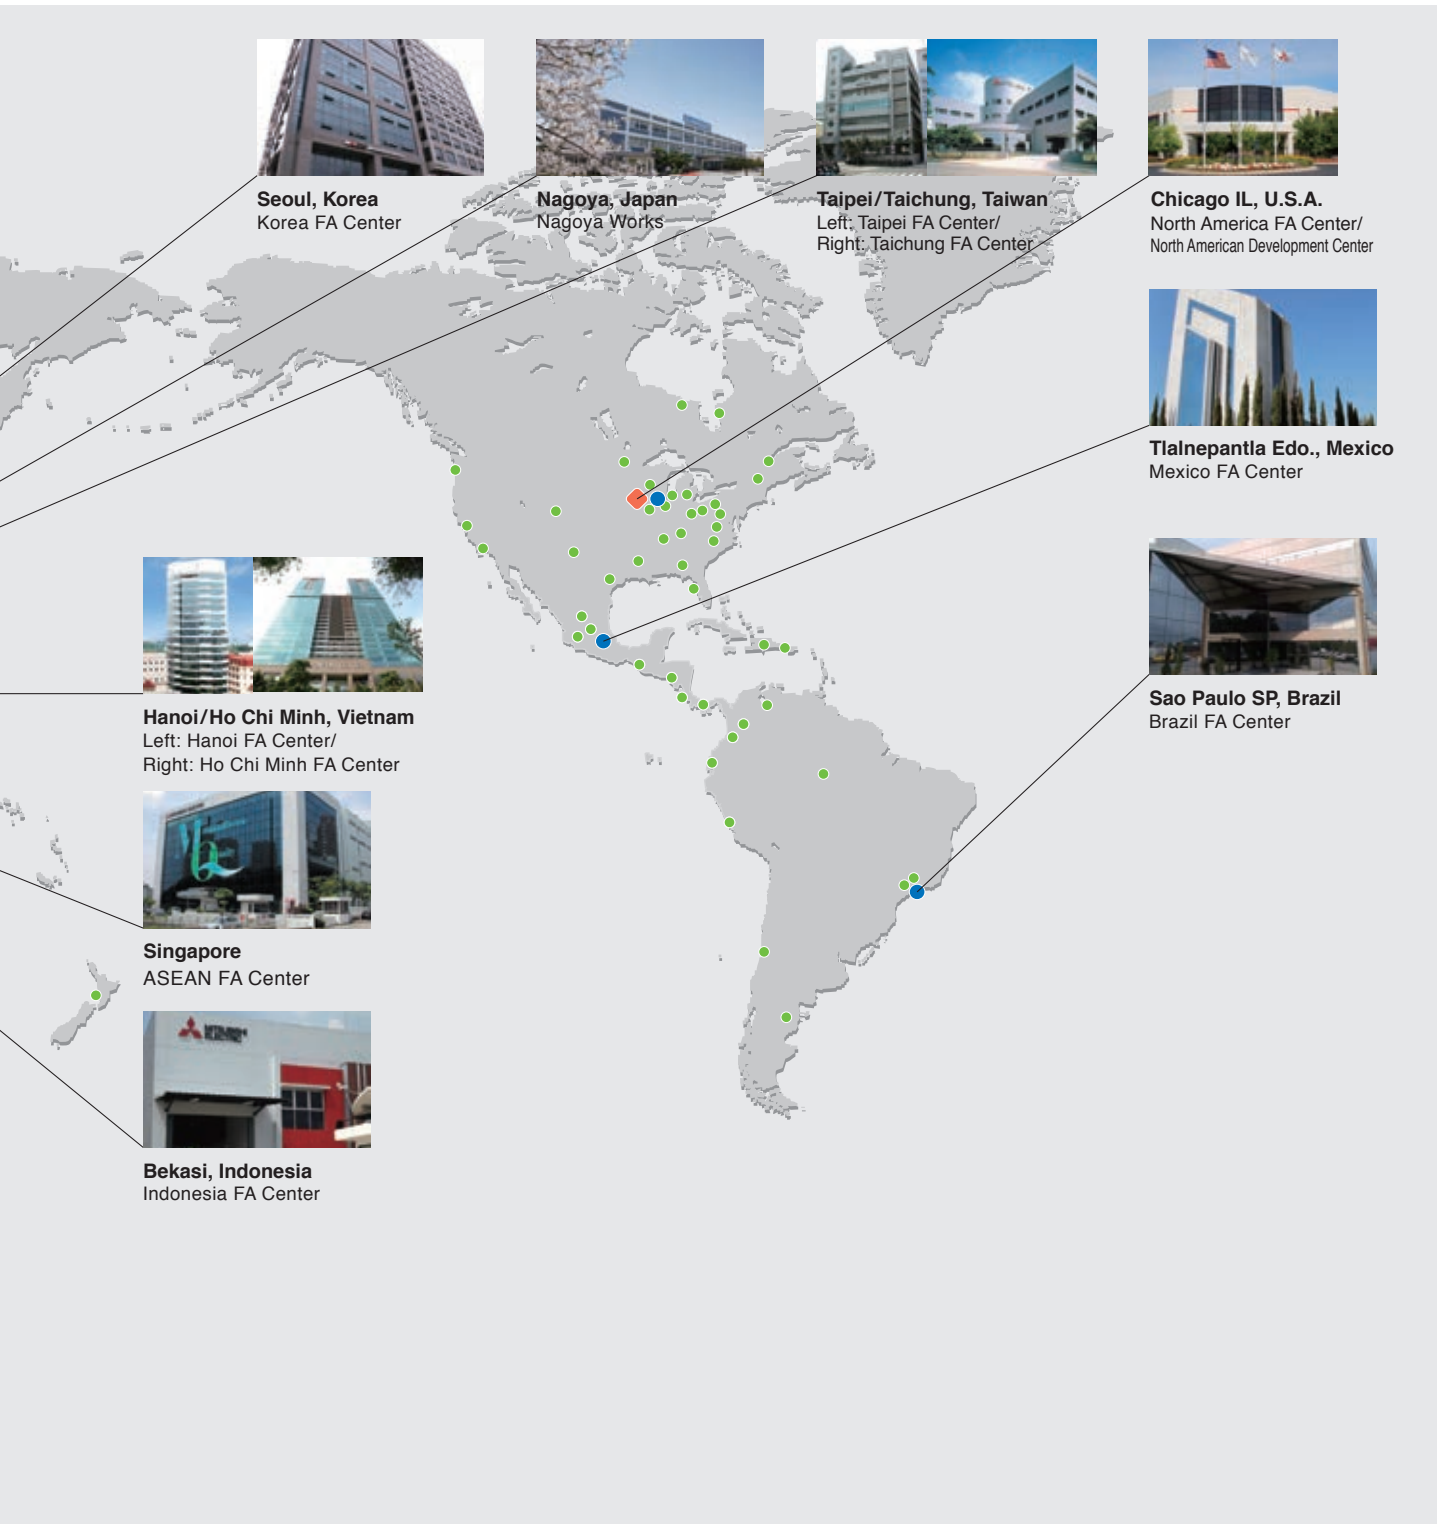 Seoul, Korea
Korea FA Center
Nagoya, Japan
Nagoya Works
Taipei/Taichung, Taiwan
Left: Taipei FA Center/
Right: Taichung FA Center
Chicago IL, U.S.A.
North America FA Center/
North American Development Center
Tlalnepantla Edo., Mexico
Mexico FA Center
Sao Paulo SP, Brazil
Brazil FA Center
Hanoi/Ho Chi Minh, Vietnam
Left: Hanoi FA Center/
Right: Ho Chi Minh FA Center
Singapore
ASEAN FA Center
MITSUBISHI
ELECTRIC
Bekasi, Indonesia
Indonesia FA Center